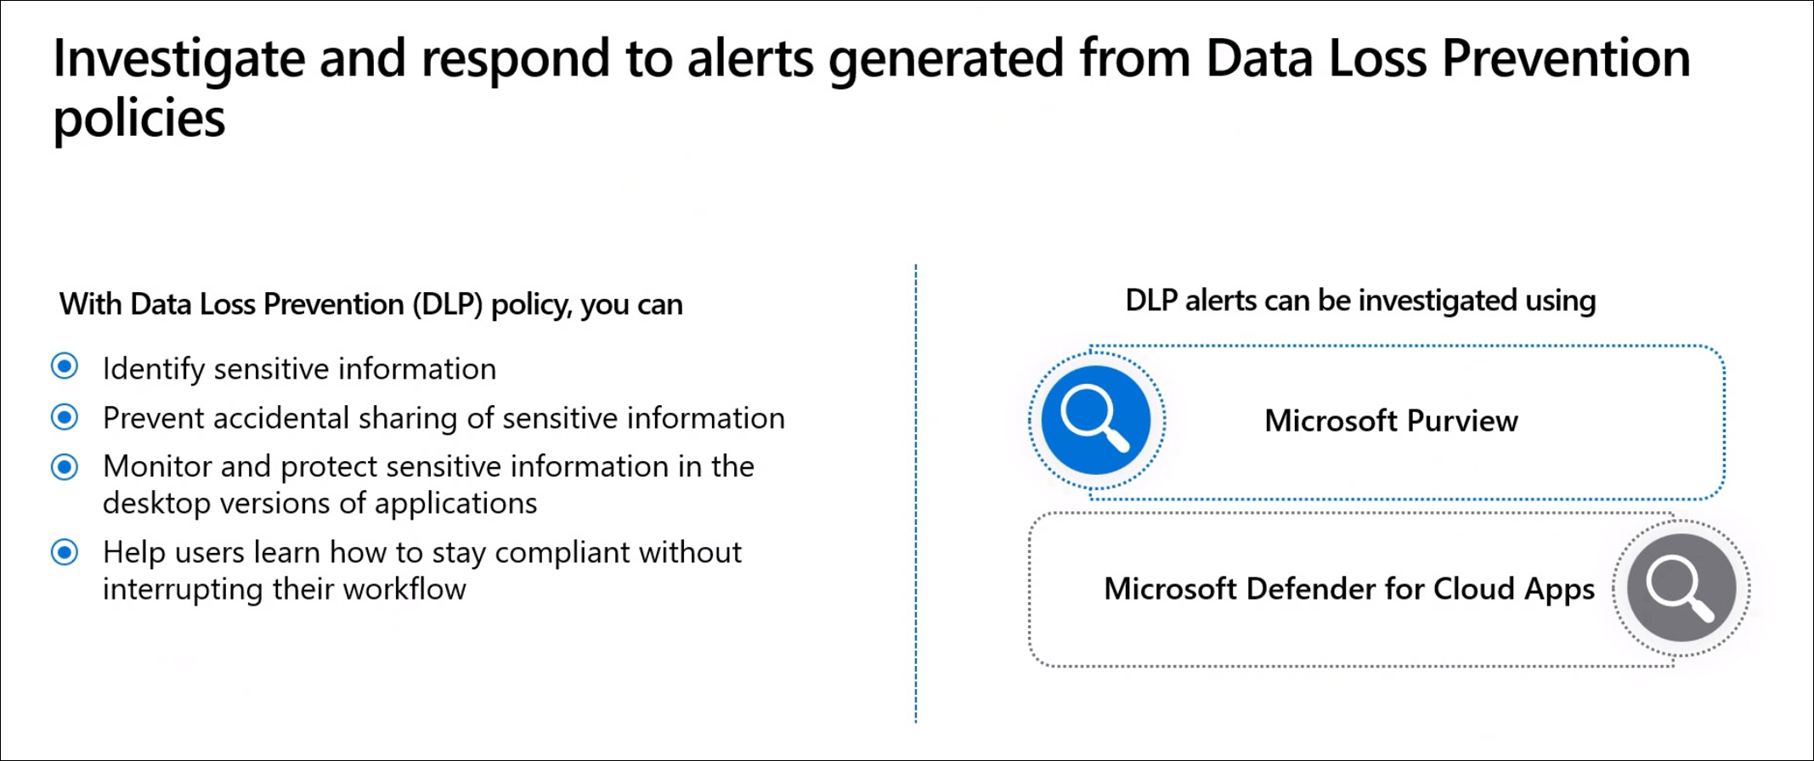 Investigate and respond to alerts generated from Data Loss Prevention
policies
With Data Loss Prevention (DLP) policy, you can
Identify sensitive information
Prevent accidental sharing of sensitive information
Monitor and protect sensitive information in the
desktop versions of applications
Help users learn how to stay compliant without
interrupting their workflow
DLP alerts can be investigated using
Microsoft Purview
Microsoft Defender for Cloud Apps